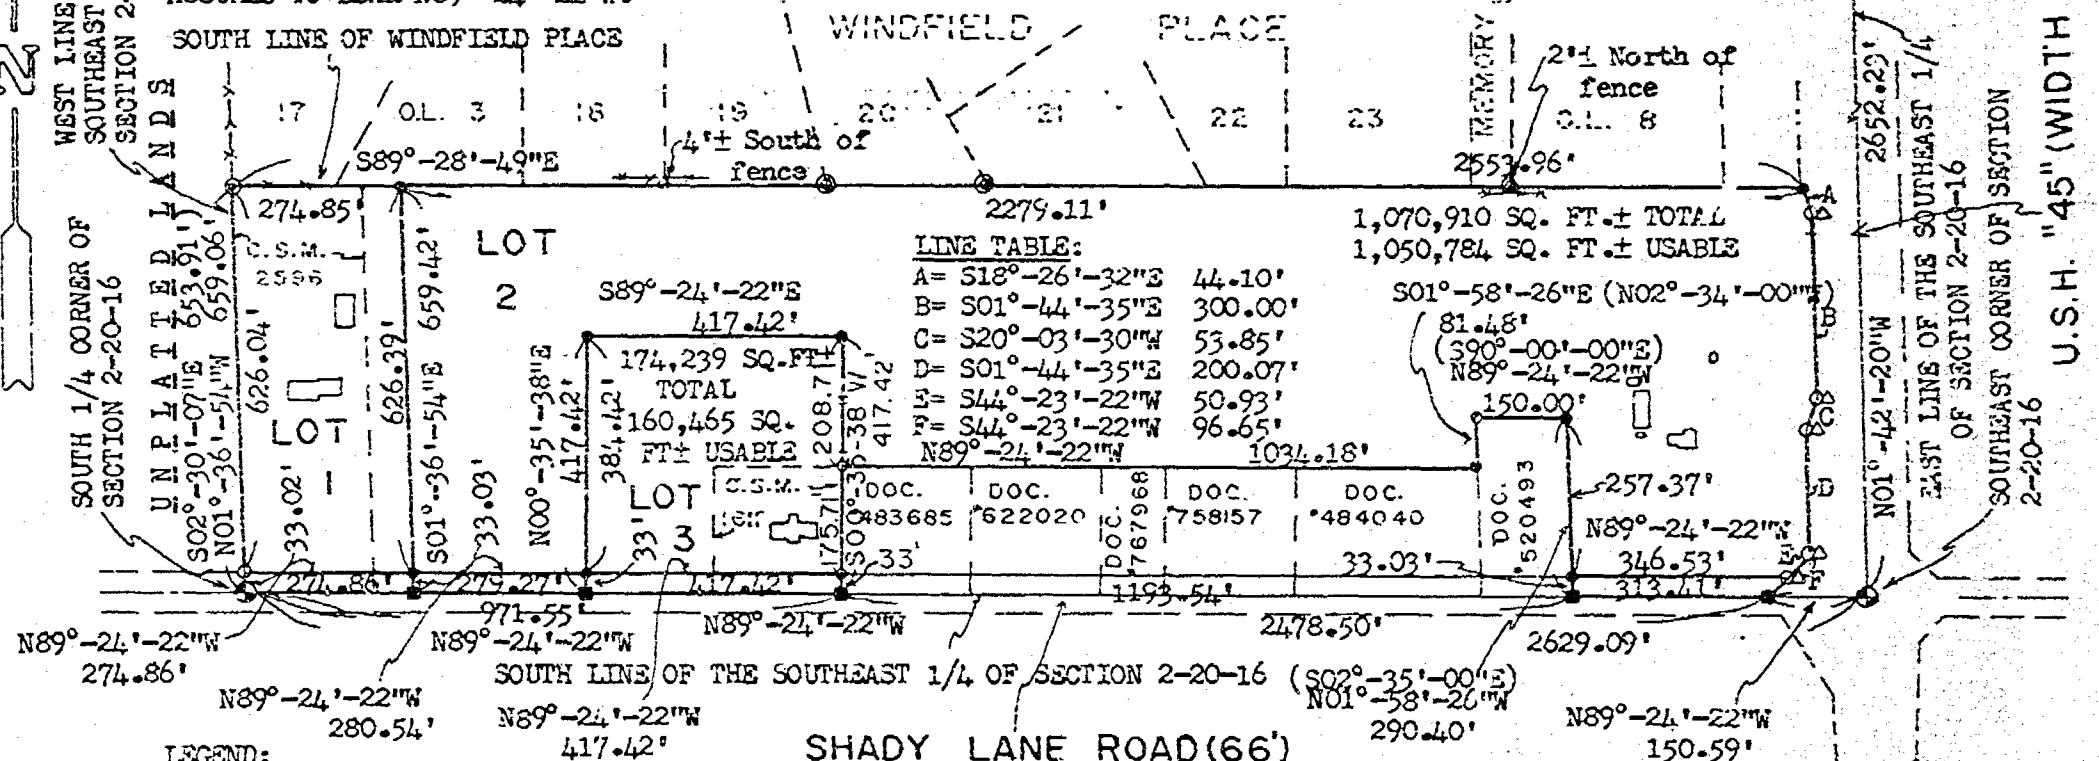 SOUTH LINE OF WINDFIELD PLACE
WINDFIELD PLACE
WEST LINE
SOUTHEAST
SECTION 2-
UNPLATTED LANDS
17
O.L. 3
18
19
20
21
22
23
MEMORY
O.L. 8
2'± North of
fence
4'± South of
fence
S89°-28'-49"E
2553.96'
274.85'
2279.11'
1,070,910 SQ. FT.± TOTAL
1,050,784 SQ. FT.± USABLE
C.S.M.
2596
LOT
2
LINE TABLE:
A= S18°-26'-32"E 44.10'
B= S01°-44'-35"E 300.00'
C= S20°-03'-30"W 53.85'
D= S01°-44'-35"E 200.07'
E= S44°-23'-22"W 50.93'
F= S44°-23'-22"W 96.65'
S89°-24'-22"E
417.42'
174,239 SQ.FT±
TOTAL
160,465 SQ.
FT± USABLE
S01°-58'-26"E (N02°-34'-00"E)
81.48'
(S90°-00'-00"E)
N89°-24'-22"W
150.00'
N89°-24'-22"W 1034.18'
SOUTH 1/4 CORNER OF
SECTION 2-20-16
S02°-30'-07"E 653.91')
N01°-36'-54"W 659.06'
626.04'
33.02'
LOT
1
626.39'
S01°-36'-54"E 659.42'
33.03'
N00°-35'-38"E
417.42'
384.42'
33'
LOT
3
C.S.M.
208.71'
175.71'
417.42'
33'
DOC.
483685
DOC.
622020
DOC.
767968
DOC.
758157
DOC.
484040
DOC.
520493
257.37'
N89°-24'-22"W
346.53'
33.03'
313.41'
A
B
C
D
E
F
2652.29'
N01°-42'-20"W
EAST LINE OF THE SOUTHEAST 1/4
OF SECTION 2-20-16
SOUTHEAST CORNER OF SECTION
2-20-16
U.S.H. "45" (WIDTH
274.86'
279.27'
417.42'
971.55'
1193.54'
2478.50'
2629.09'
N89°-24'-22"W
274.86'
N89°-24'-22"W
N89°-24'-22"W
SOUTH LINE OF THE SOUTHEAST 1/4 OF SECTION 2-20-16
(S02°-35'-00"E)
N01°-58'-26"W
290.40'
N89°-24'-22"W
280.54'
N89°-24'-22"W
417.42'
N89°-24'-22"W
150.59'
SHADY LANE ROAD (66')
LEGEND: